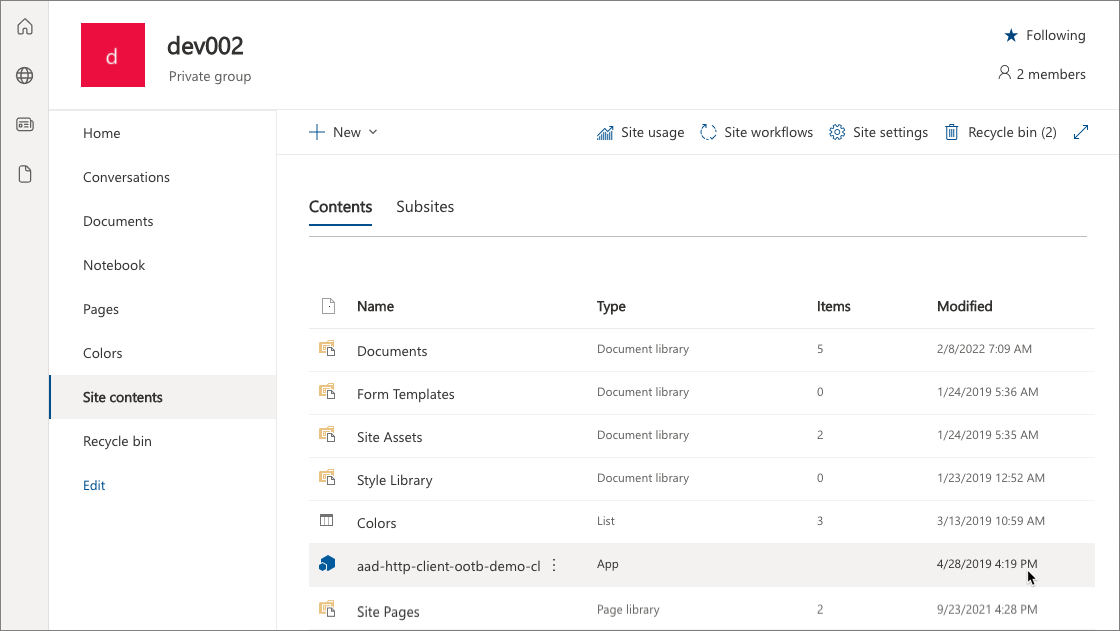 d
dev002
Private group
Following
2 members
Home
Conversations
Documents
Notebook
Pages
Colors
Site contents
Recycle bin
Edit
New
Site usage
Site workflows
Site settings
Recycle bin (2)
Contents
Subsites
Name Type Items Modified
Documents Document library 5 2/8/2022 7:09 AM
Form Templates Document library 0 1/24/2019 5:36 AM
Site Assets Document library 2 1/24/2019 5:35 AM
Style Library Document library 0 1/23/2019 12:52 AM
Colors List 3 3/13/2019 10:59 AM
aad-http-client-ootb-demo-cl App 4/28/2019 4:19 PM
Site Pages Page library 2 9/23/2021 4:28 PM